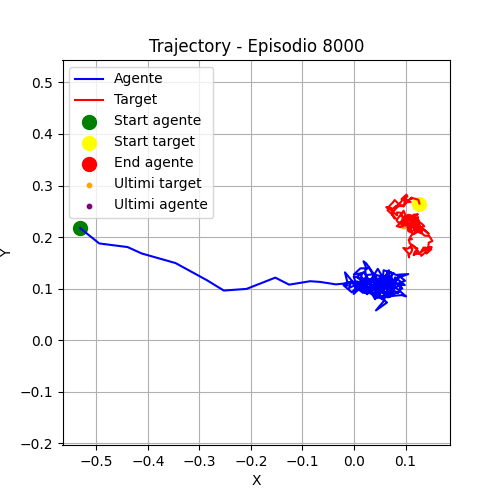 Trajectory - Episodio 8000
Agente
Target
Start agente
Start target
End agente
Ultimi target
Ultimi agente
0.5
0.4
0.3
0.2
0.1
0.0
−0.1
−0.2
Y
−0.5
−0.4
−0.3
−0.2
−0.1
0.0
0.1
X